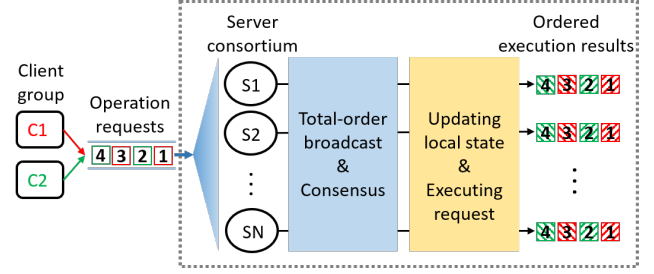 Client
group
C1
C2
Operation
requests
4 3 2 1
Server
consortium
S1
S2
⋮
SN
Total-order
broadcast
&
Consensus
Updating
local state
&
Executing
request
Ordered
execution results
4 3 2 1
4 3 2 1
⋮
4 3 2 1